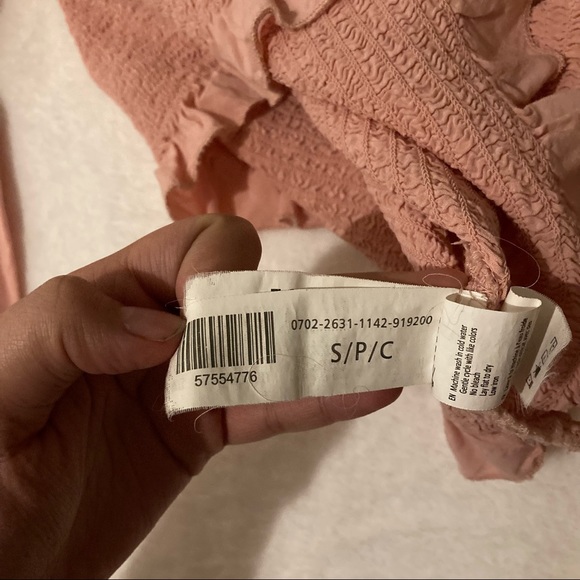 0702-2631-1142-919200
S/P/C
57554776
EN Machine wash in cold water
Gentle cycle with like colors
No bleach
Lay flat to dry
Low iron